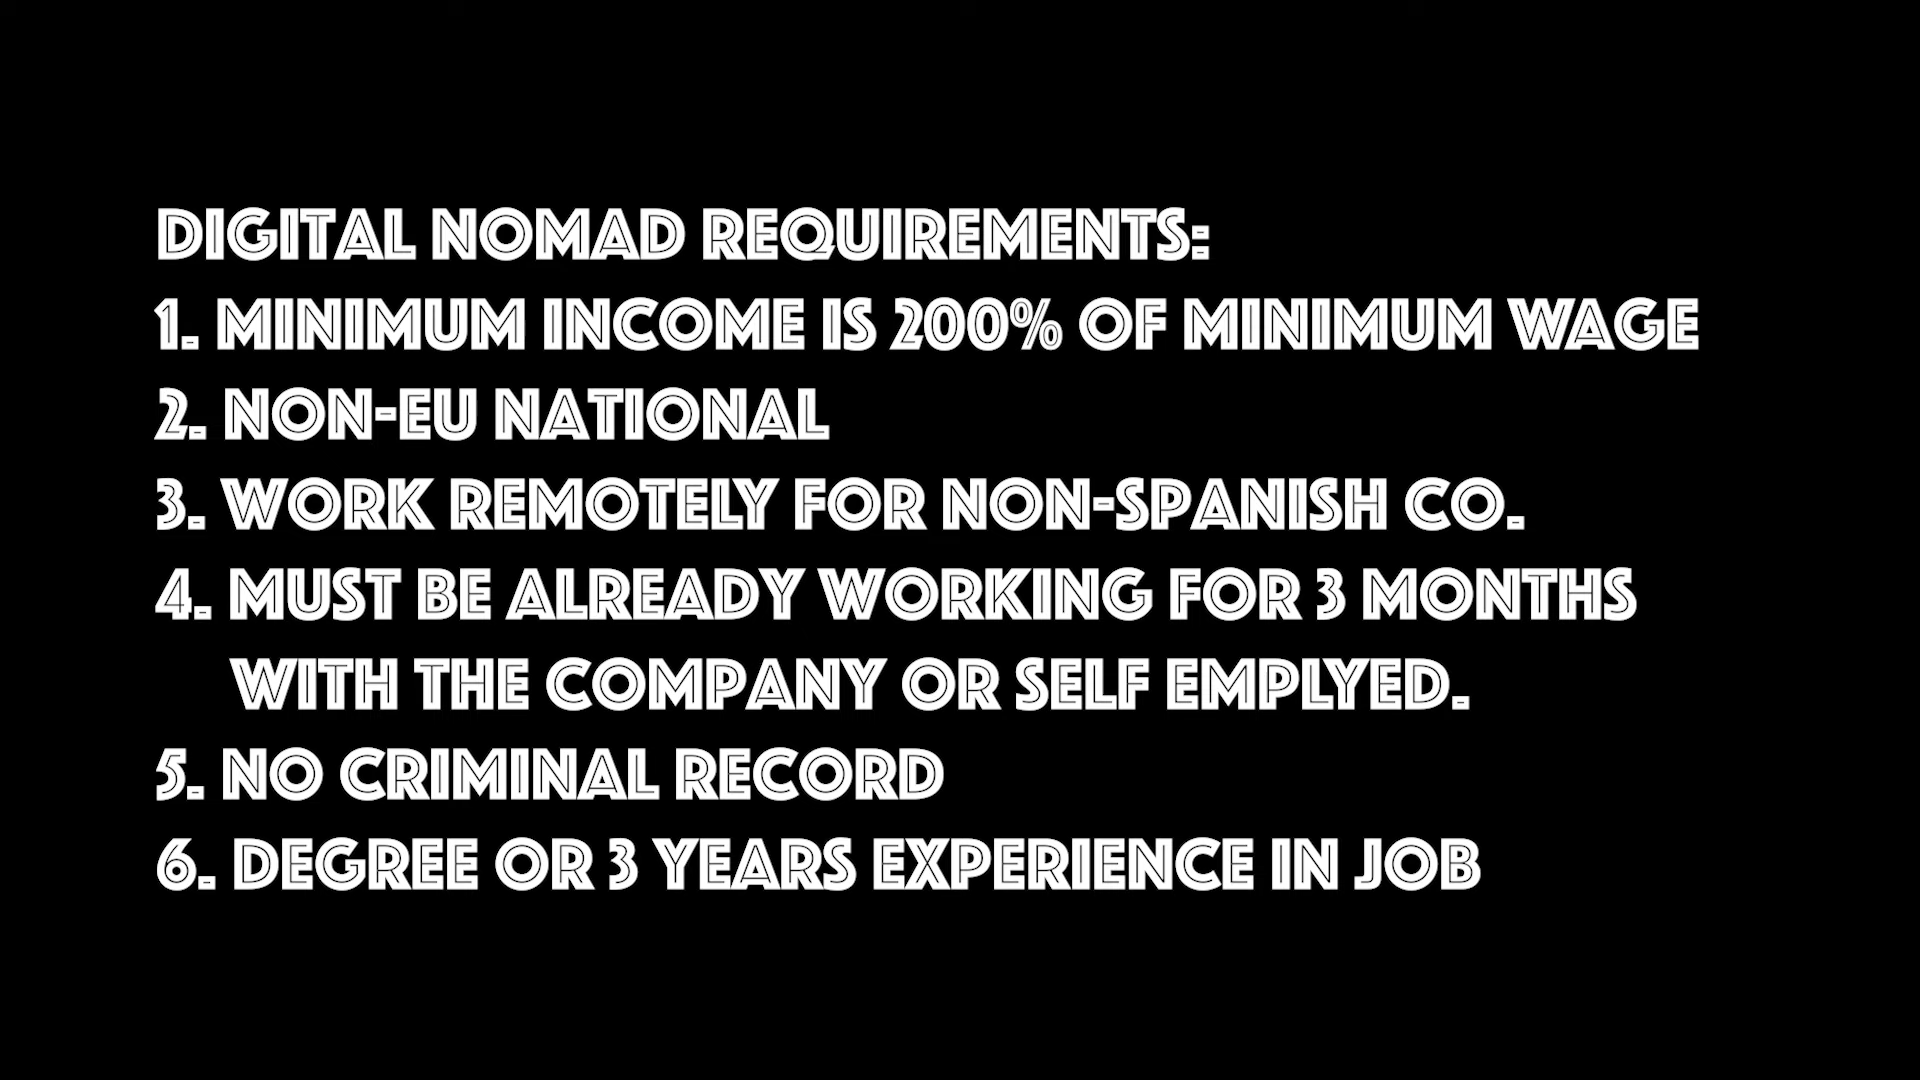 DIGITAL NOMAD REQUIREMENTS:
1. MINIMUM INCOME IS 200% OF MINIMUM WAGE
2. NON-EU NATIONAL
3. WORK REMOTELY FOR NON-SPANISH CO.
4. MUST BE ALREADY WORKING FOR 3 MONTHS
WITH THE COMPANY OR SELF EMPLYED.
5. NO CRIMINAL RECORD
6. DEGREE OR 3 YEARS EXPERIENCE IN JOB